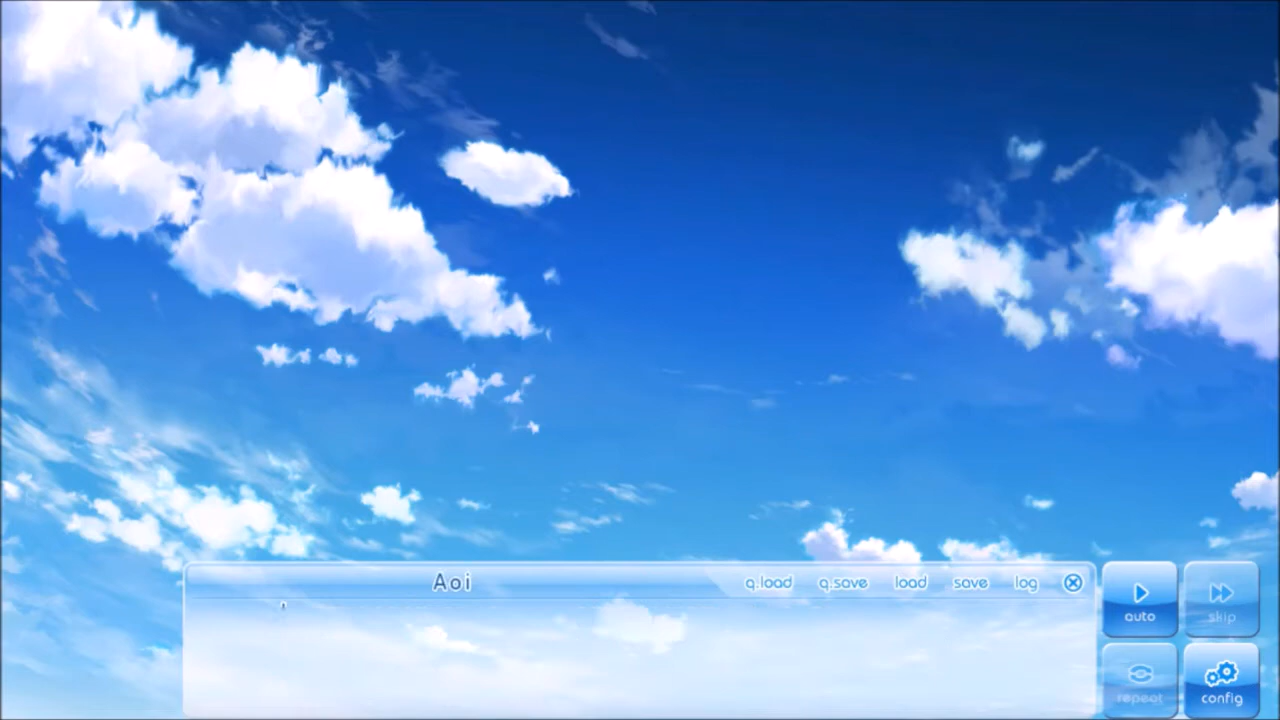 Aoi
q.load q.save load save log
auto
skip
repeat
config